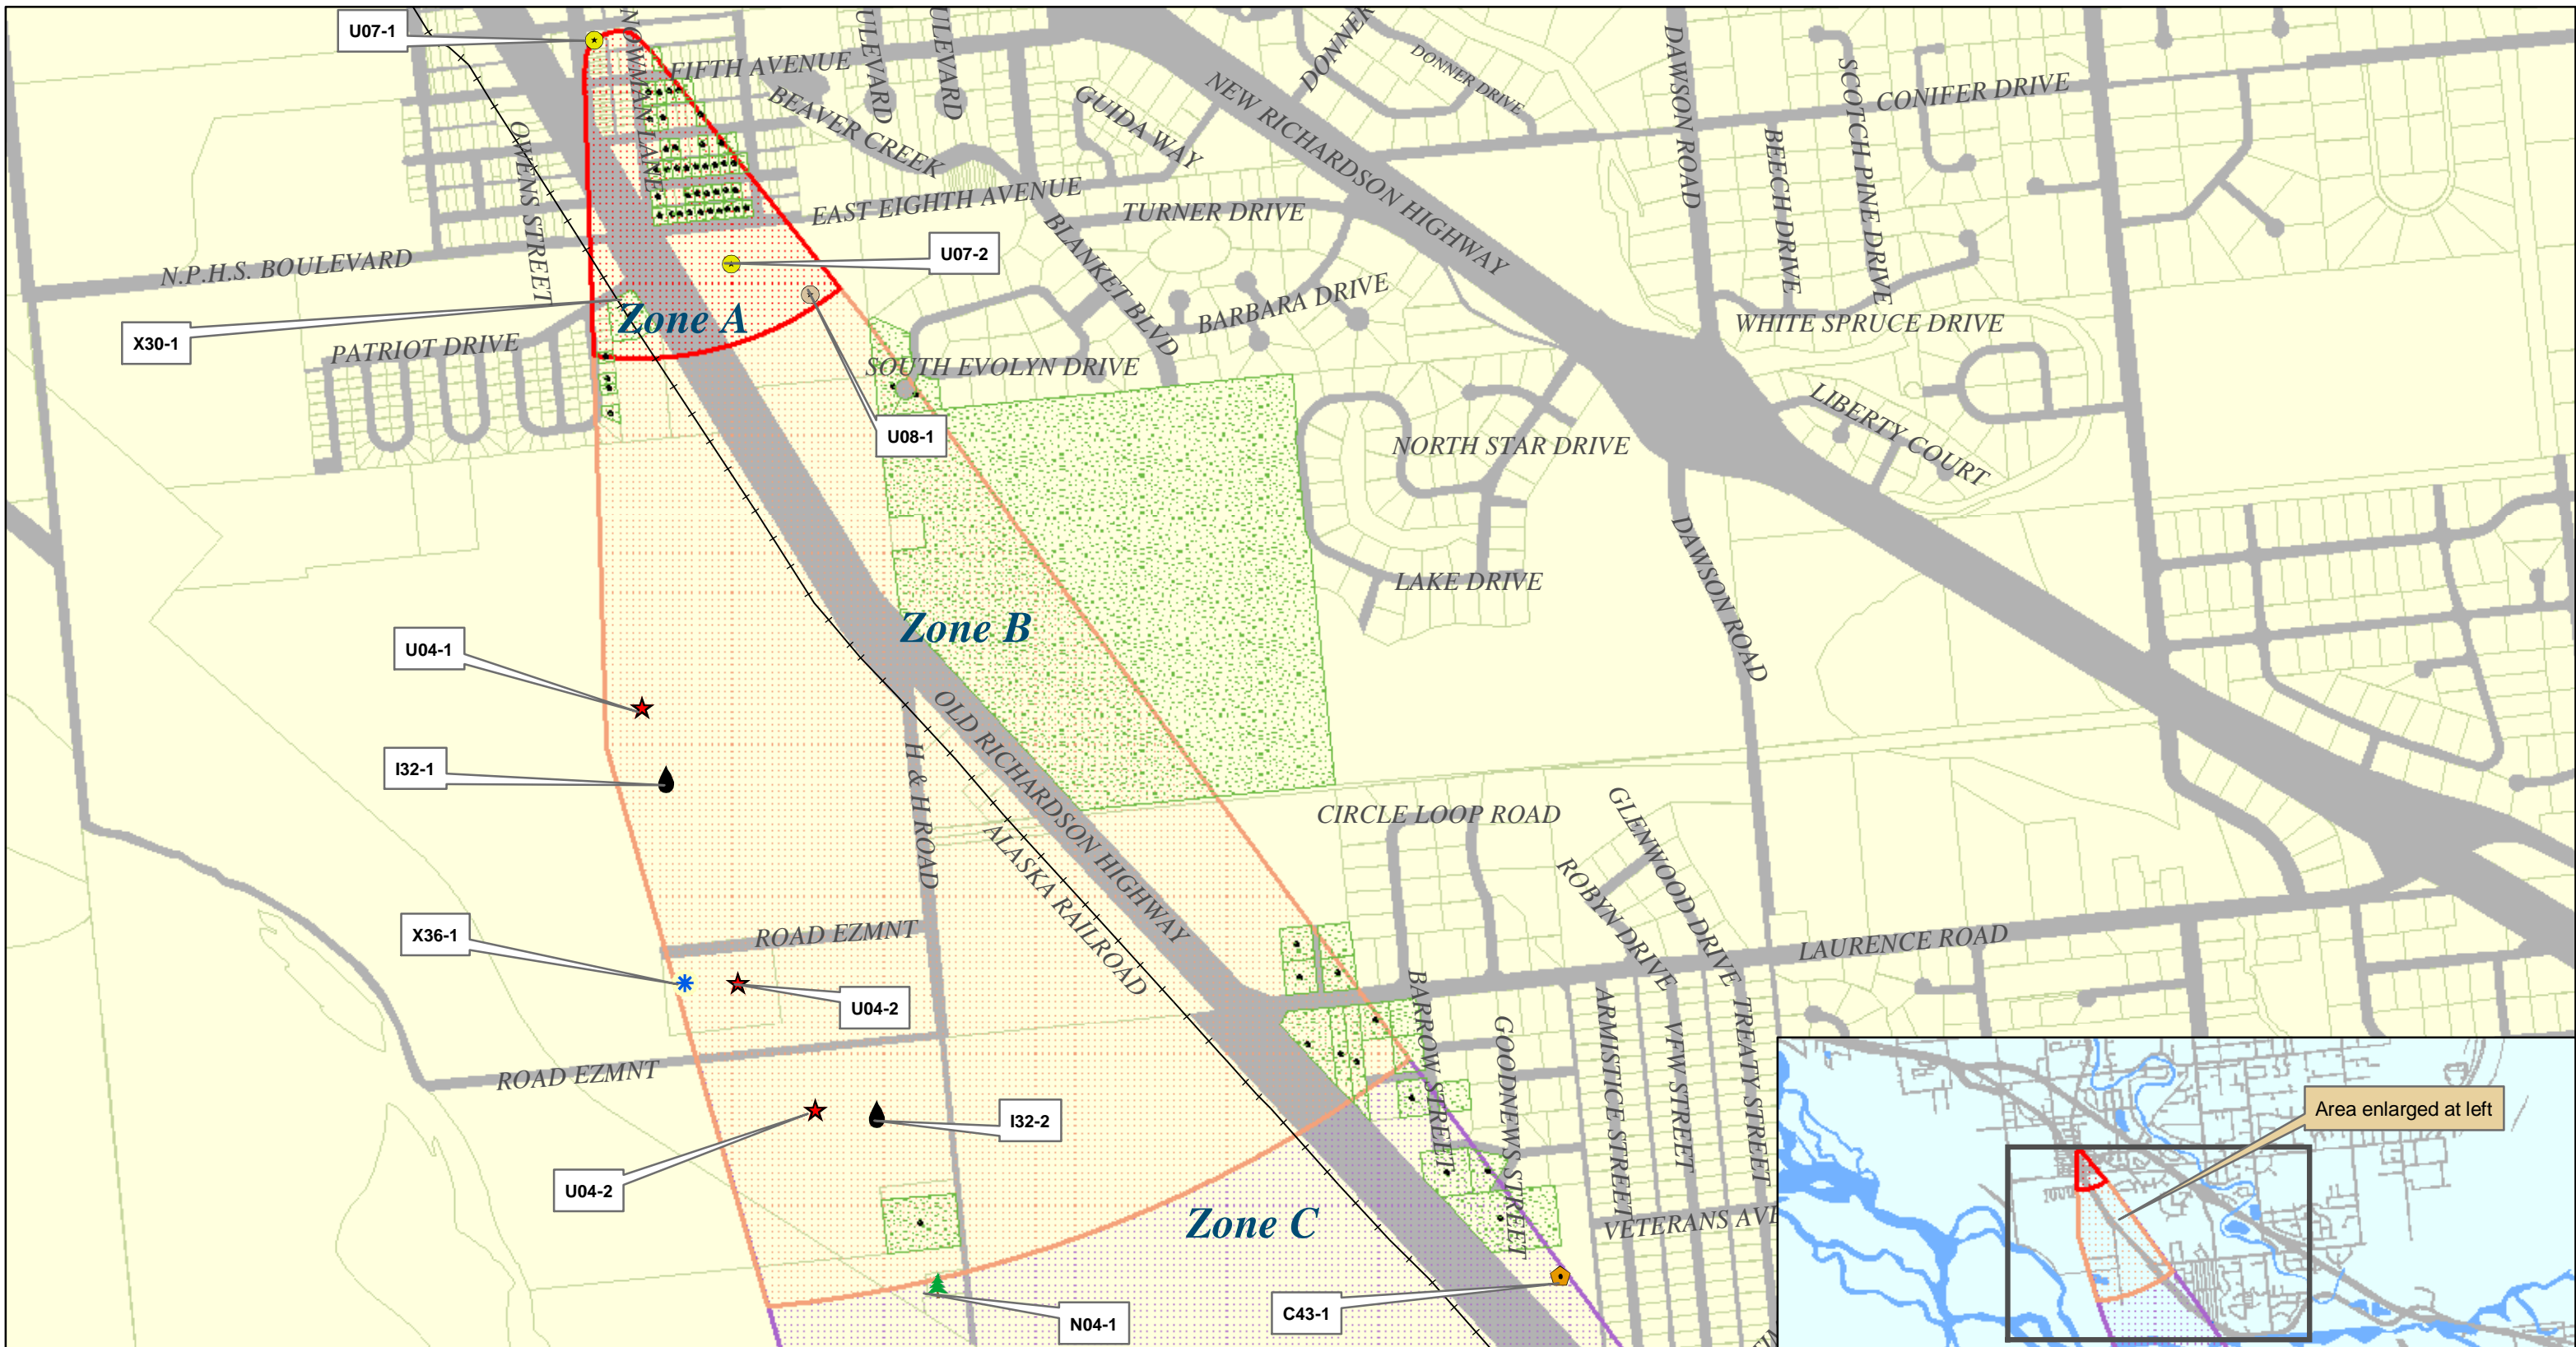 U07-1
NOWMAN LANE
ULEVARD
ULEVARD
FIFTH AVENUE
BEAVER CREEK
GUIDA WAY
DONNER
DONNER DRIVE
NEW RICHARDSON HIGHWAY
DAWSON ROAD
SCOTCH PINE DRIVE
CONIFER DRIVE
BEECH DRIVE
OWENS STREET
EAST EIGHTH AVENUE
TURNER DRIVE
BLANKET BLVD
N.P.H.S. BOULEVARD
U07-2
BARBARA DRIVE
WHITE SPRUCE DRIVE
X30-1
Zone A
PATRIOT DRIVE
SOUTH EVOLYN DRIVE
U08-1
LIBERTY COURT
NORTH STAR DRIVE
LAKE DRIVE
DAWSON ROAD
Zone B
U04-1
I32-1
H & H ROAD
OLD RICHARDSON HIGHWAY
ALASKA RAILROAD
CIRCLE LOOP ROAD
GLENWOOD DRIVE
ROBYN DRIVE
X36-1
ROAD EZMNT
LAURENCE ROAD
U04-2
BARROW STREET
GOODNEWS STREET
ARMISTICE STREET
VFW STREET
TREATY STREET
ROAD EZMNT
I32-2
U04-2
Zone C
VETERANS AVE
N04-1
C43-1
Area enlarged at left